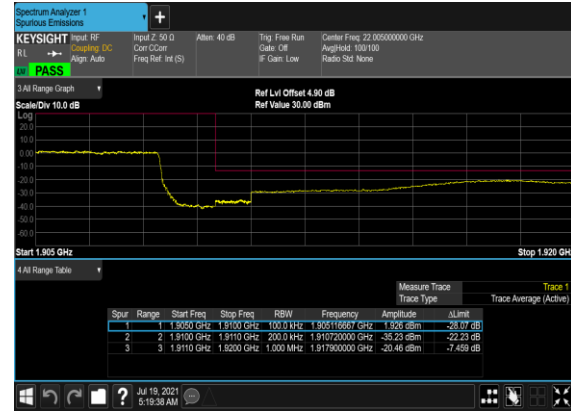 Spectrum Analyzer 1
Spurious Emissions
+
KEYSIGHT Input: RF Input Z: 50 Ω Atten: 40 dB Trig: Free Run Center Freq: 22.005000000 GHz
RL Coupling: DC Corr CCorr Gate: Off Avg|Hold: 100/100
Align: Auto Freq Ref: Int (S) IF Gain: Low Radio Std: None
PASS
3 All Range Graph
Ref Lvl Offset 4.90 dB
Scale/Div 10.0 dB Ref Value 30.00 dBm
Log
20.0
10.0
0.00
-10.0
-20.0
-30.0
-40.0
-50.0
-60.0
Start 1.905 GHz Stop 1.920 GH
4 All Range Table
Measure Trace Trace 1
Trace Type Trace Average (Active)
Spur Range Start Freq Stop Freq RBW Frequency Amplitude ΔLimit
1 1 1.9050 GHz 1.9100 GHz 100.0 kHz 1.905116667 GHz 1.926 dBm -28.07 dB
2 2 1.9100 GHz 1.9110 GHz 200.0 kHz 1.910720000 GHz -35.23 dBm -22.23 dB
3 3 1.9110 GHz 1.9200 GHz 1.000 MHz 1.917900000 GHz -20.46 dBm -7.459 dB
? Jul 19, 2021
5:19:38 AM